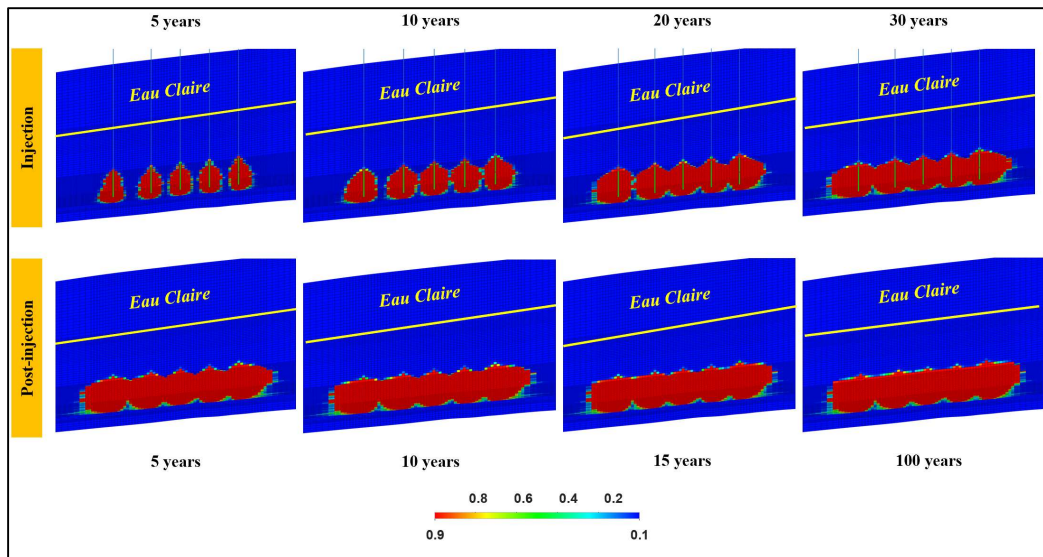 5 years
10 years
20 years
30 years
Injection
Eau Claire
Eau Claire
Eau Claire
Eau Claire
Post-injection
Eau Claire
Eau Claire
Eau Claire
Eau Claire
5 years
10 years
15 years
100 years
0.8 0.6 0.4 0.2
0.9 0.1